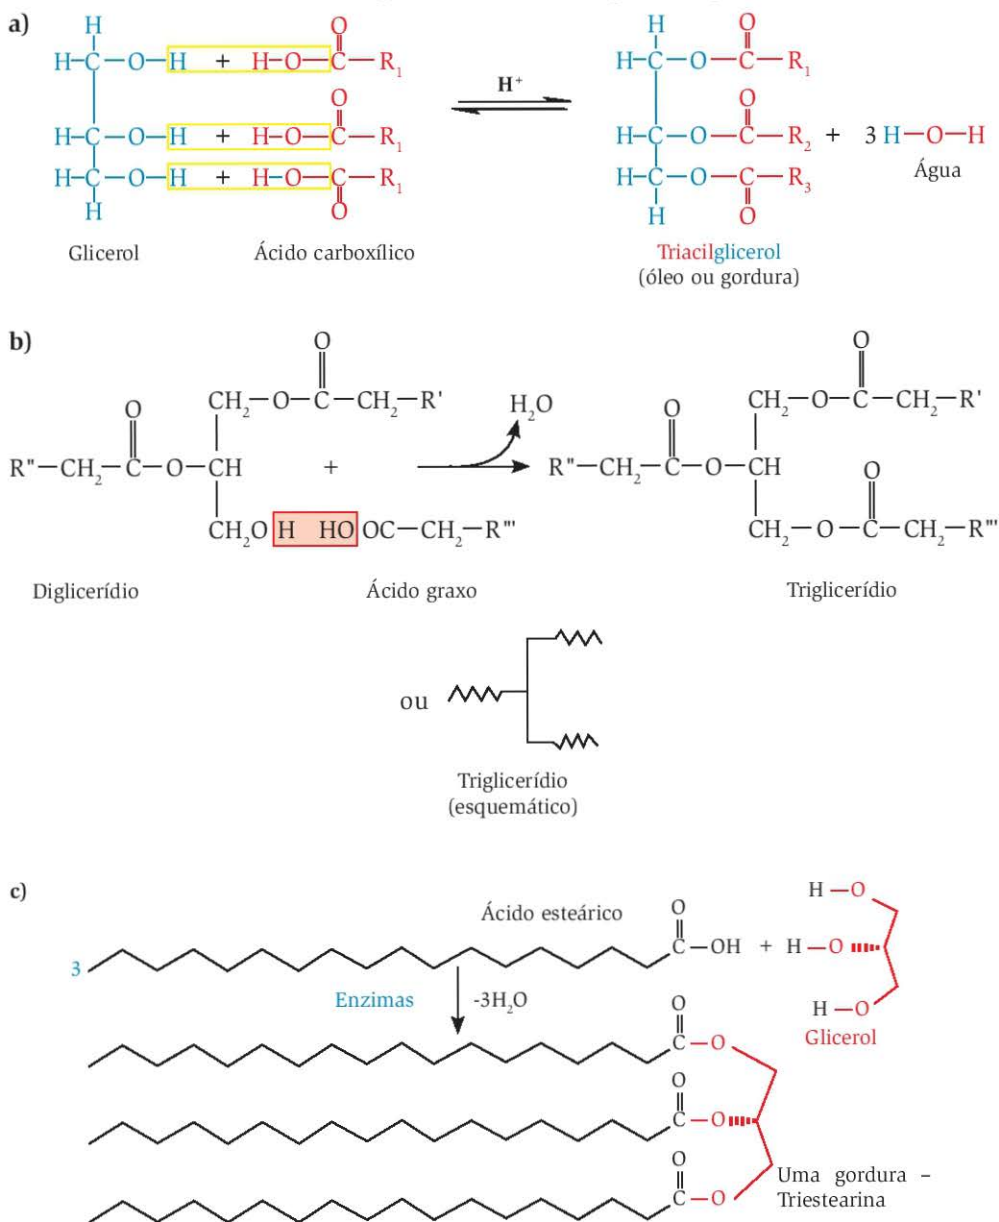 a)
H
H–C–O–H + H–O–C–R₁
O
H–C–O–H + H–O–C–R₁
O
H–C–O–H + H–O–C–R₁
H
O
H⁺
H
O
H–C–O–C–R₁
O
H–C–O–C–R₂ + 3 H–O–H
H–C–O–C–R₃
H
O
Água
Glicerol
Ácido carboxílico
Triacilglicerol
(óleo ou gordura)
b)
O
CH₂–O–C–CH₂–R'
O
R"–CH₂–C–O–CH
+
CH₂O H HO OC–CH₂–R'''
H₂O
O
CH₂–O–C–CH₂–R'
O
R"–CH₂–C–O–CH
O
CH₂–O–C–CH₂–R'''
Diglicerídio
Ácido graxo
Triglicerídio
ou
Triglicerídio
(esquemático)
c)
Ácido esteárico
O
3
C–OH + H–O
H–O
H–O
Glicerol
Enzimas
-3H₂O
O
C–O
O
C–O
O
C–O
Uma gordura –
Triestearina